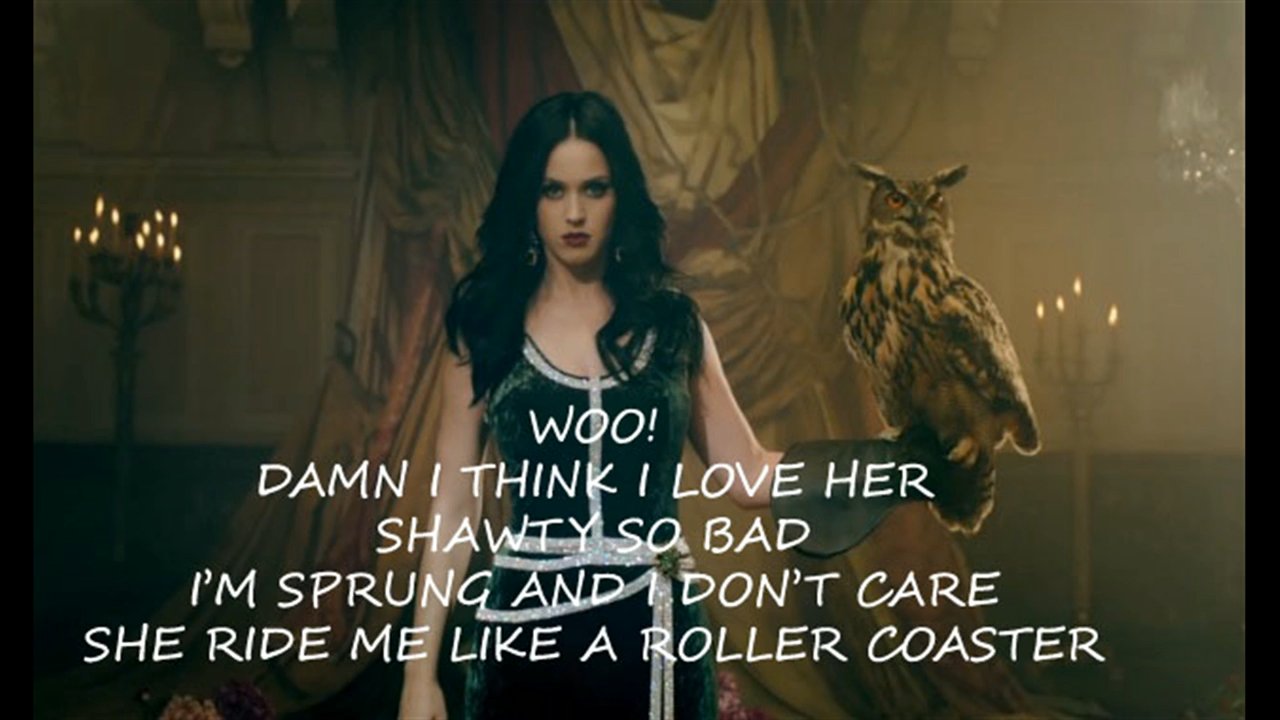 WOO!
DAMN I THINK I LOVE HER
SHAWTY SO BAD
I'M SPRUNG AND I DON'T CARE
SHE RIDE ME LIKE A ROLLER COASTER